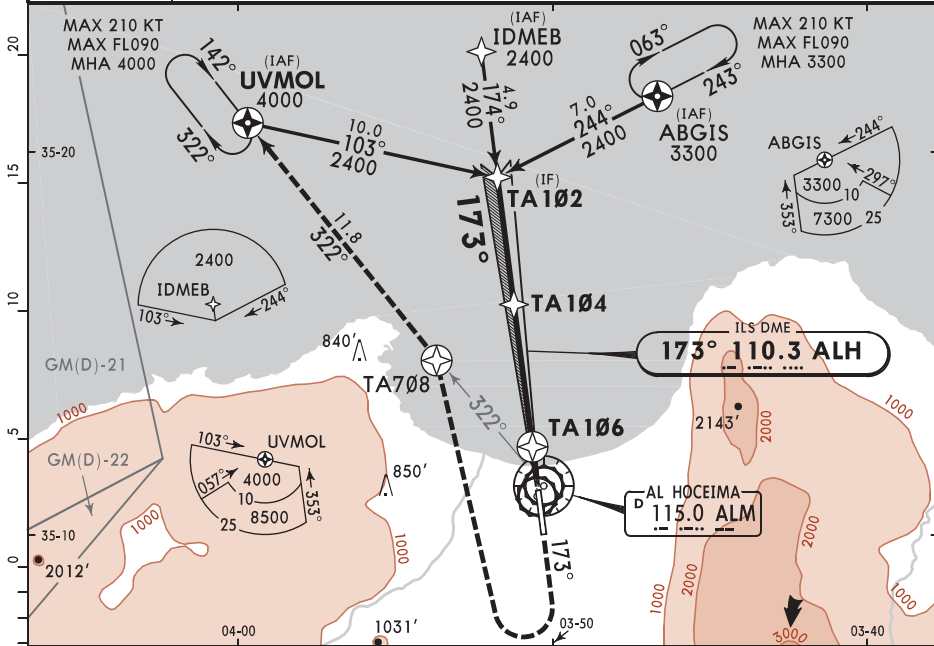 MAX 210 KT
MAX FL090
MHA 4000
142°
322°
(IAF)
UVMOL
4000
(IAF)
IDMEB
2400
4.9
174°
2400
063°
243°
MAX 210 KT
MAX FL090
MHA 3300
(IAF)
ABGIS
3300
7.0
244°
2400
10.0
103°
2400
20
35-20
15
(IF)
TA1Ø2
173°
ABGIS
244°
297°
353°
3300
10
7300
25
11.8
322°
2400
IDMEB
103°
244°
10
TA1Ø4
ILS DME
173° 110.3 ALH
840'
TA7Ø8
322°
GM(D)-21
1000
2143'
2000
1000
TA1Ø6
5
GM(D)-22
103°
UVMOL
057°
4000
10
353°
25
8500
850'
AL HOCEIMA
D
115.0 ALM
1000
35-10
0
2012'
1000
173°
1000
2000
2000
04-00
1031'
03-50
3000
03-40